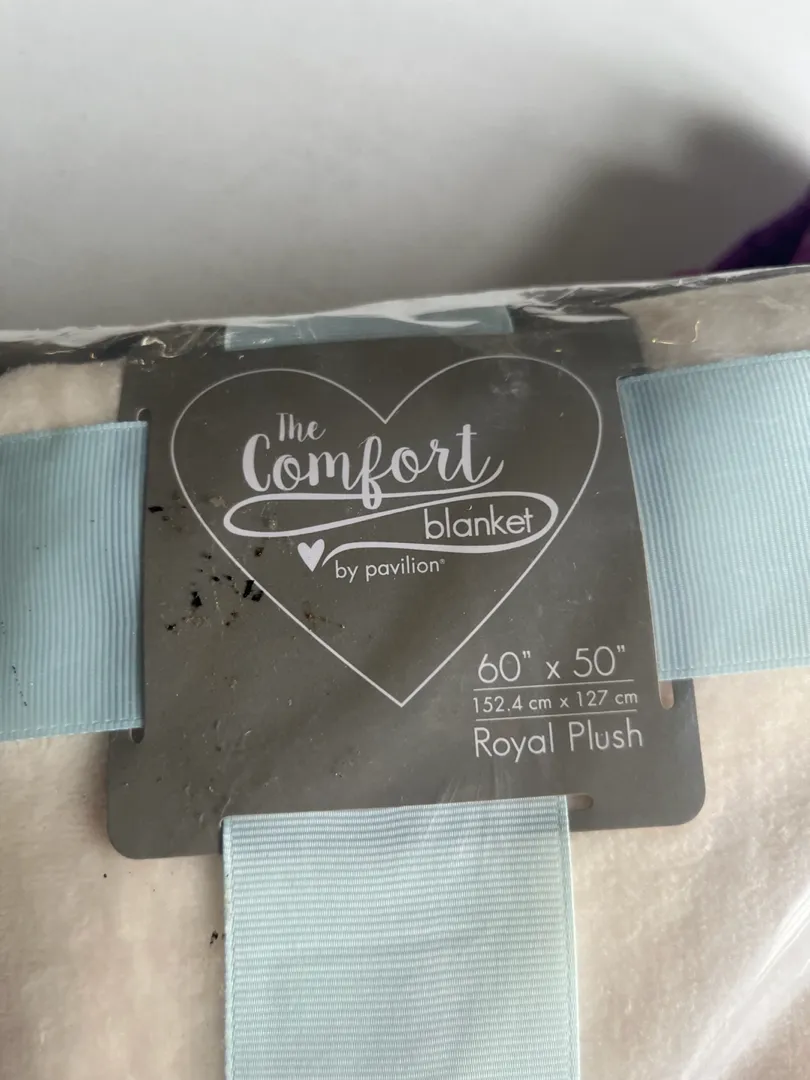 The
Comfort
blanket
by pavilion®
60" x 50"
152.4 cm x 127 cm
Royal Plush